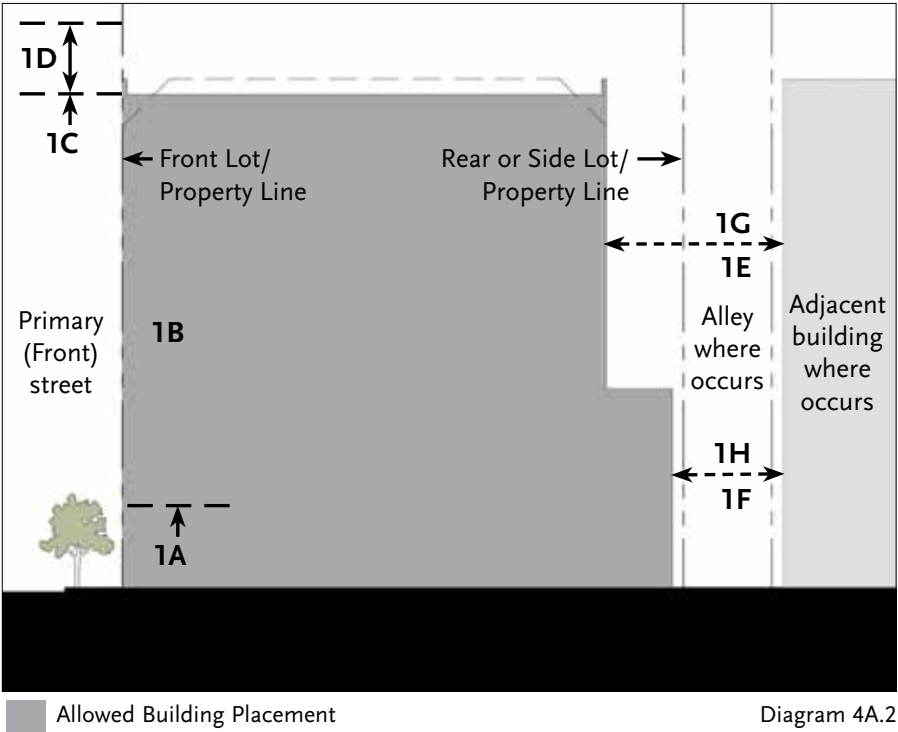 1D
1C
Front Lot/
Property Line
Rear or Side Lot/
Property Line
1G
1E
Primary
(Front)
street
1B
Alley
where
occurs
Adjacent
building
where
occurs
1H
1F
1A
Allowed Building Placement
Diagram 4A.2